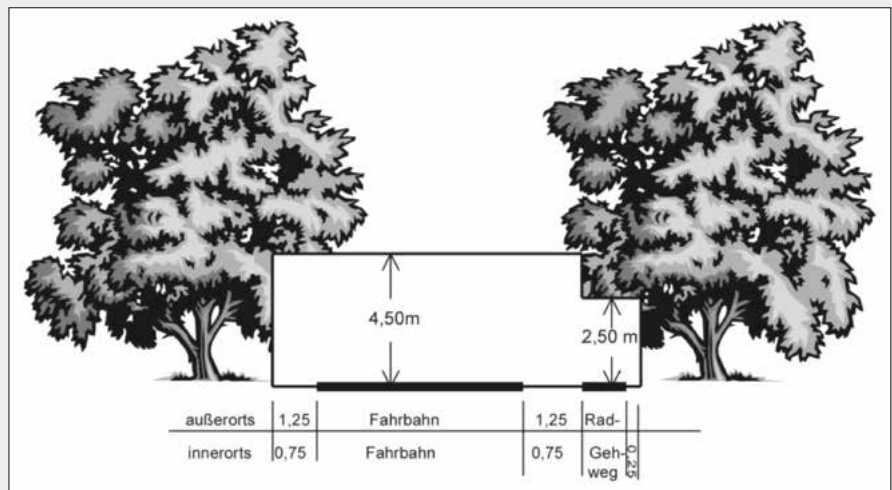 4,50m
2,50 m
außerorts 1,25 Fahrbahn 1,25 Rad-
innerorts 0,75 Fahrbahn 0,75 Geh-
weg 0,25